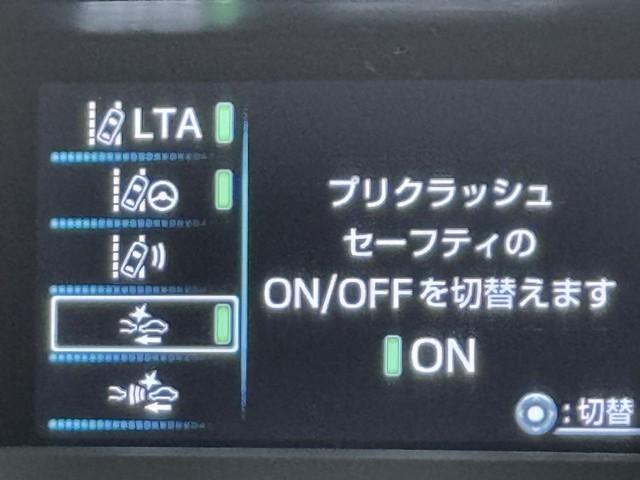 LTA
プリクラッシュ
セーフティの
ON/OFFを切替えます
ON
:切替